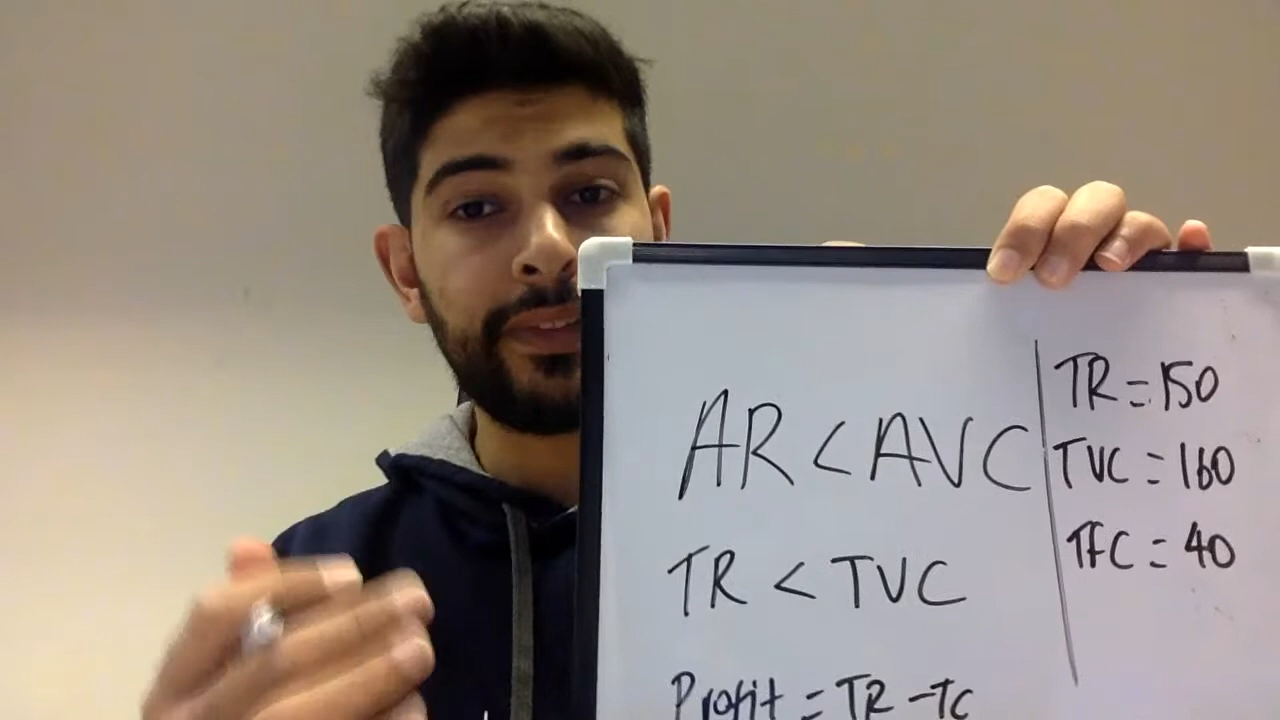 AR < AVC
TR < TVC
Profit = TR - TC
TR = 150
TVC = 160
TFC = 40